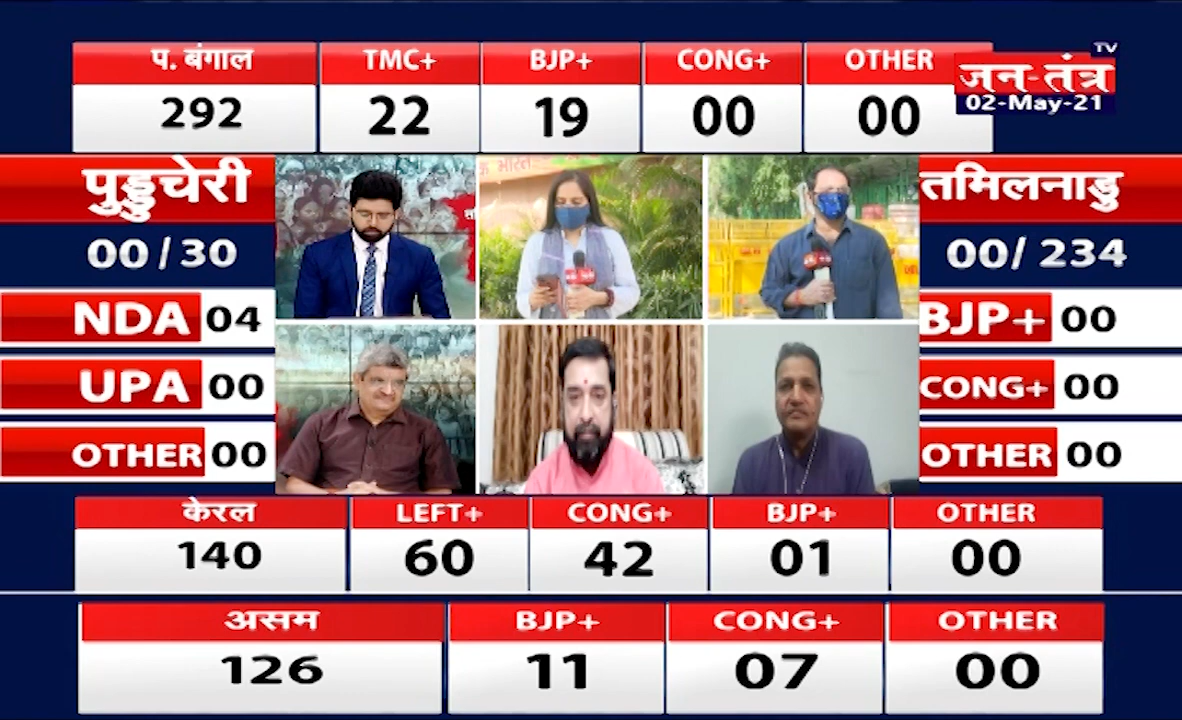 प. बंगाल TMC+ BJP+ CONG+ OTHER
292 22 19 00 00
TV
जन-तंत्र
02-May-21
पुड्डुचेरी
00/30
NDA 04
UPA 00
OTHER 00
क भारत
तमिलनाडु
00/ 234
BJP+ 00
CONG+ 00
OTHER 00
केरल LEFT+ CONG+ BJP+ OTHER
140 60 42 01 00
असम BJP+ CONG+ OTHER
126 11 07 00